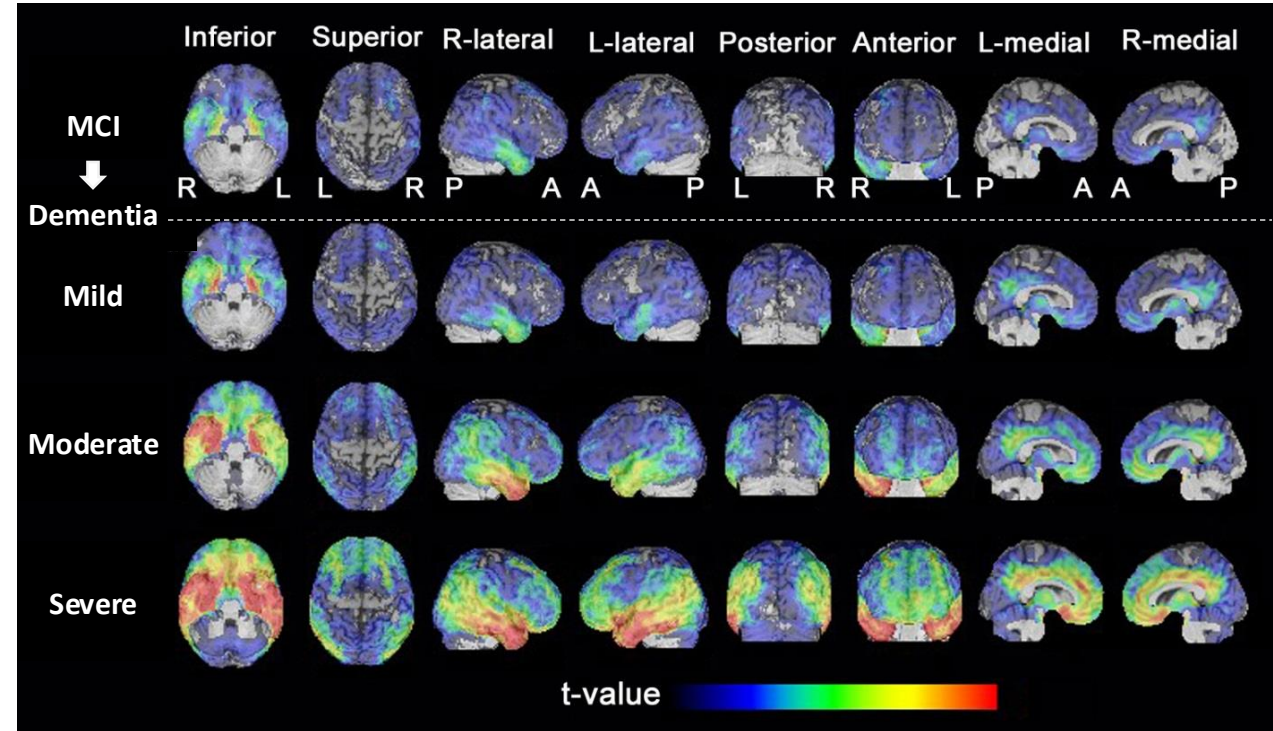 Inferior Superior R-lateral L-lateral Posterior Anterior L-medial R-medial
MCI
R L L R P A A P L R R L P A A P
Dementia
Mild
Moderate
Severe
t-value